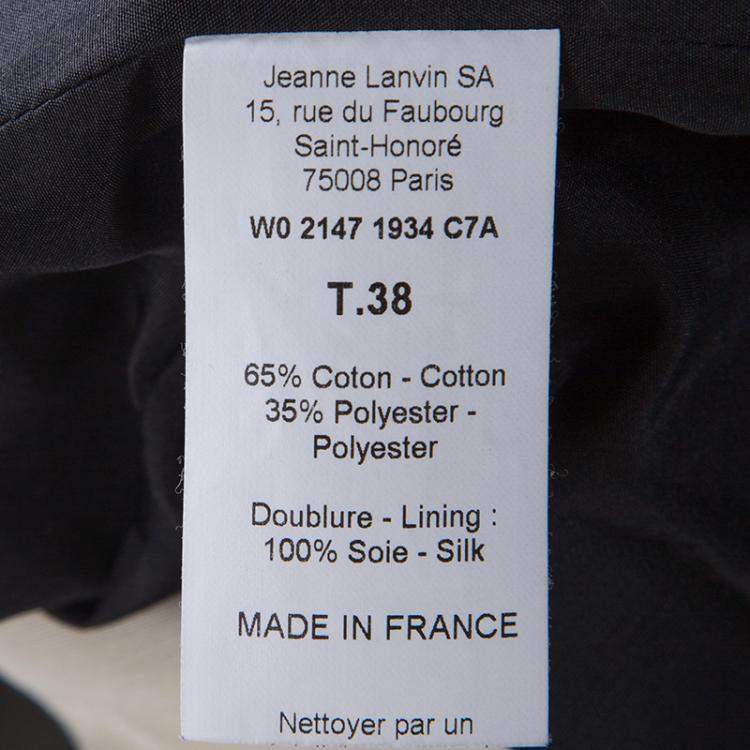 Jeanne Lanvin SA
15, rue du Faubourg
Saint-Honoré
75008 Paris
W0 2147 1934 C7A
T.38
65% Coton - Cotton
35% Polyester -
Polyester
Doublure - Lining :
100% Soie - Silk
MADE IN FRANCE
Nettoyer par un